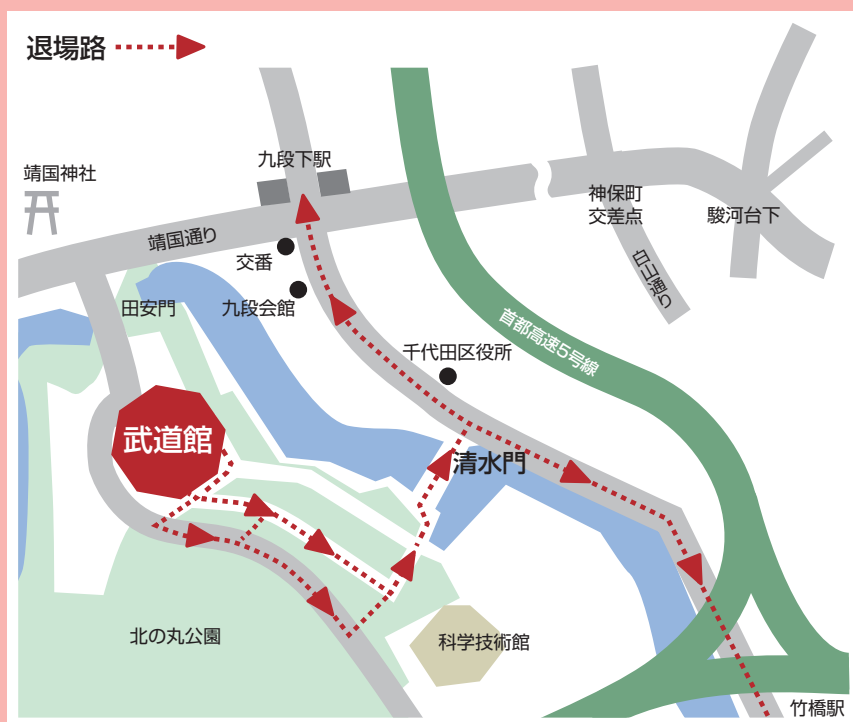 退場路
九段下駅
靖国神社
神保町
交差点
駿河台下
靖国通り
交番
白山通り
田安門
九段会館
首都高速5号線
千代田区役所
武道館
清水門
北の丸公園
科学技術館
竹橋駅